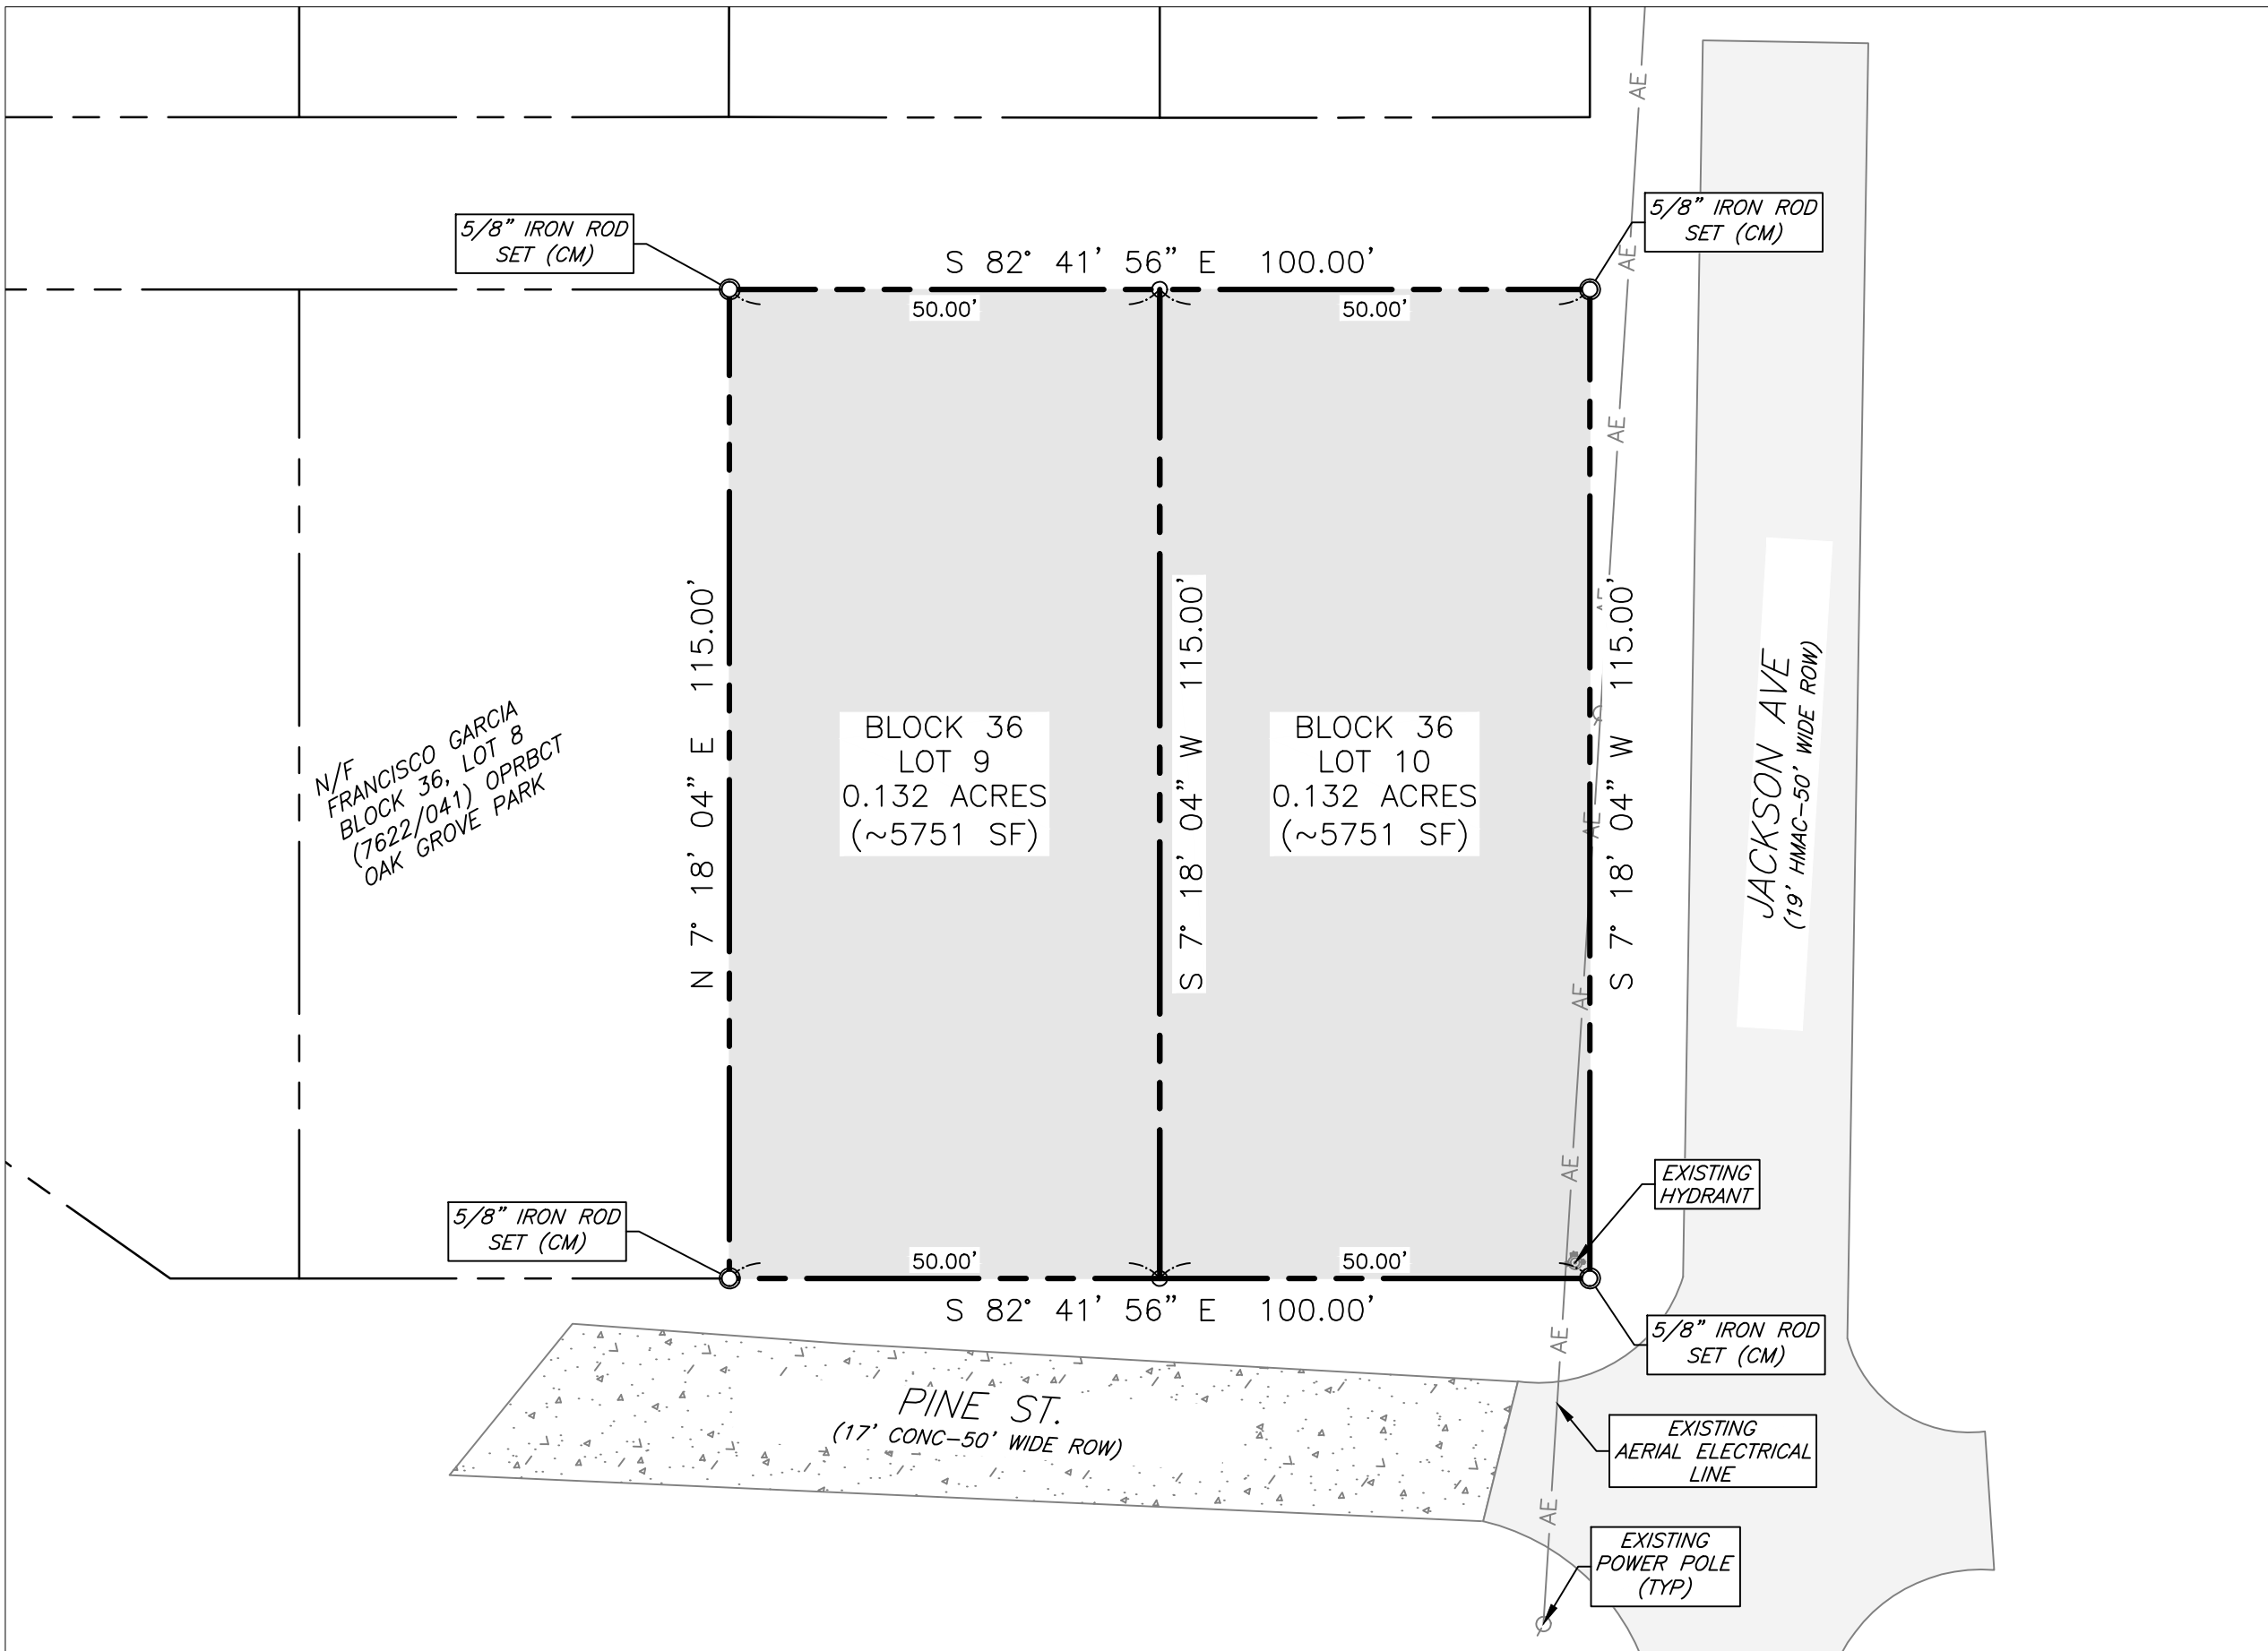 AE
5/8" IRON ROD
SET (CM)
5/8" IRON ROD
SET (CM)
S 82° 41' 56" E 100.00'
AE
50.00'
50.00'
AE
N 7° 18' 04" E 115.00'
S 7° 18' 04" W 115.00'
AE
S 7° 18' 04" W 115.00'
N/F
FRANCISCO GARCIA
BLOCK 36, LOT 8
(7622/041) OPRBCT
OAK GROVE PARK
BLOCK 36
LOT 9
0.132 ACRES
(~5751 SF)
BLOCK 36
LOT 10
0.132 ACRES
(~5751 SF)
JACKSON AVE
(19' HMAC-50' WIDE ROW)
AE
AE
AE
EXISTING
HYDRANT
5/8" IRON ROD
SET (CM)
50.00'
50.00'
S 82° 41' 56" E 100.00'
AE
5/8" IRON ROD
SET (CM)
PINE ST.
(17' CONC-50' WIDE ROW)
EXISTING
AERIAL ELECTRICAL
LINE
AE
EXISTING
POWER POLE
(TYP)